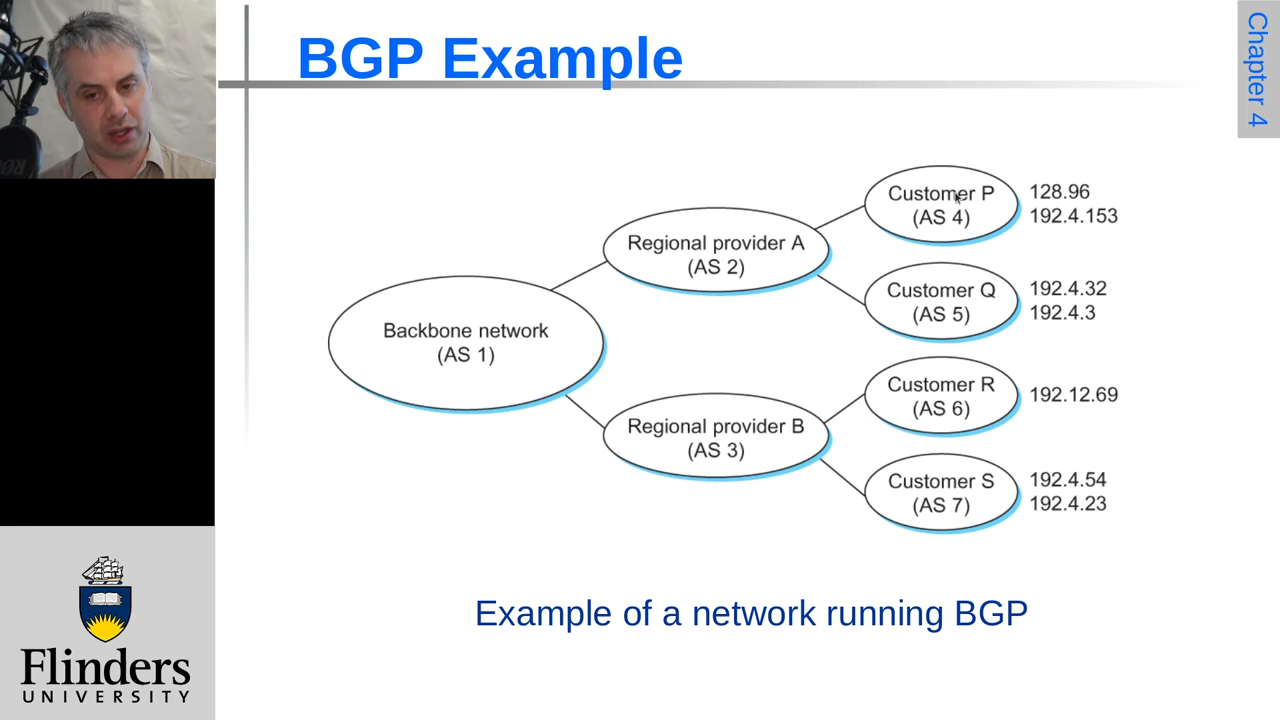 BGP Example
Chapter 4
Customer P
(AS 4)
128.96
192.4.153
Regional provider A
(AS 2)
Customer Q
(AS 5)
192.4.32
192.4.3
Backbone network
(AS 1)
Customer R
(AS 6)
192.12.69
Regional provider B
(AS 3)
Customer S
(AS 7)
192.4.54
192.4.23
Example of a network running BGP
Flinders
UNIVERSITY